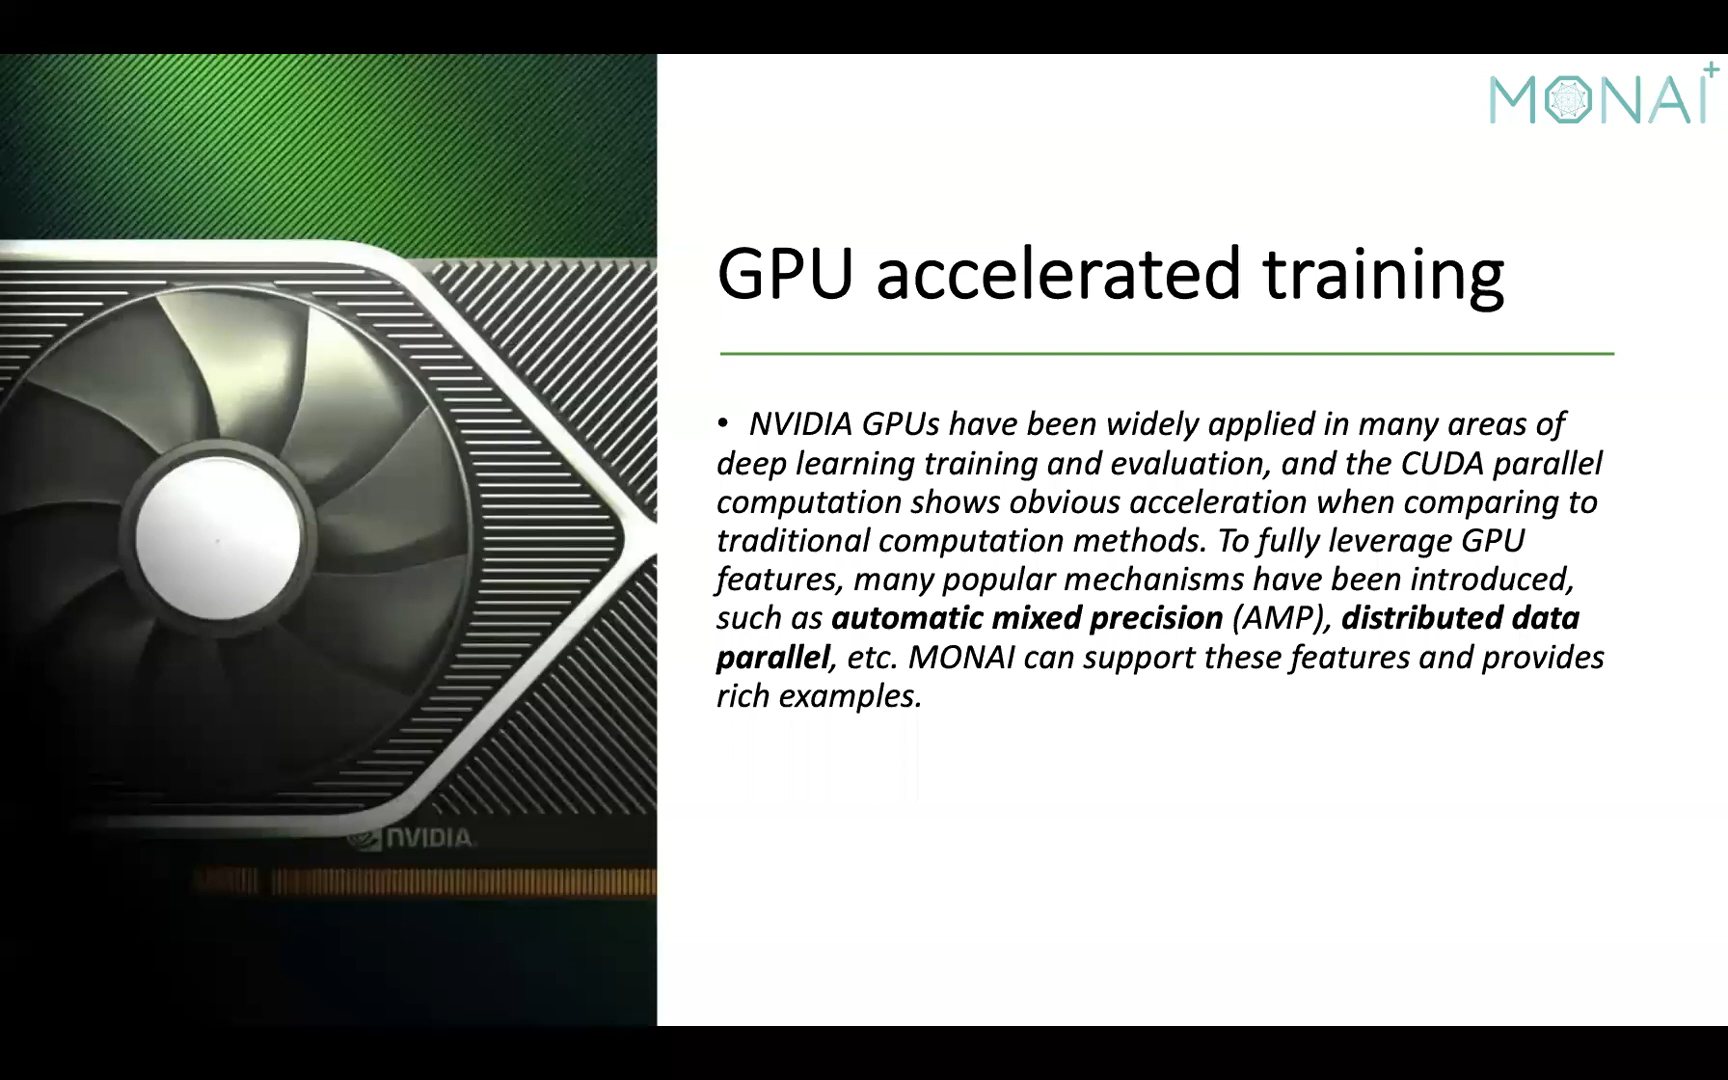 MONAI+
GPU accelerated training
• NVIDIA GPUs have been widely applied in many areas of
deep learning training and evaluation, and the CUDA parallel
computation shows obvious acceleration when comparing to
traditional computation methods. To fully leverage GPU
features, many popular mechanisms have been introduced,
such as automatic mixed precision (AMP), distributed data
parallel, etc. MONAI can support these features and provides
rich examples.
NVIDIA